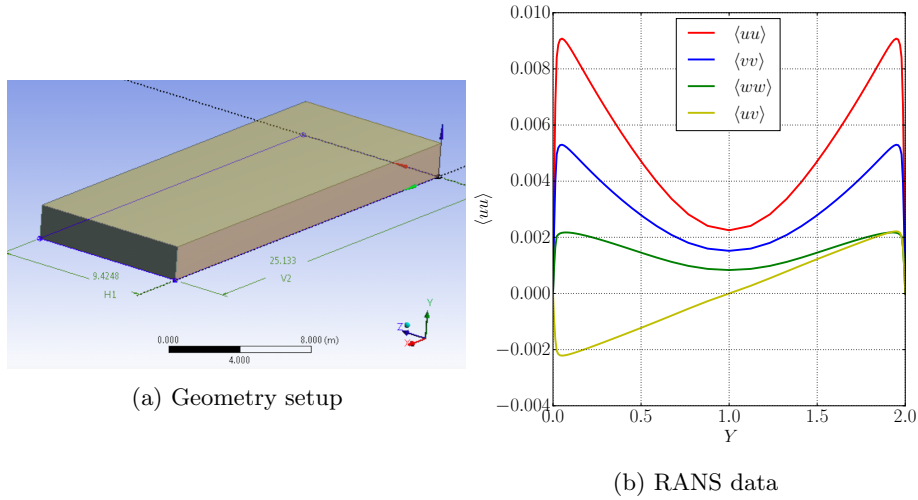 9.4248
H1
25.133
V2
0.000
8.000 (m)
4.000
Y
Z
X
(a) Geometry setup
0.010
0.008
0.006
0.004
0.002
0.000
−0.002
−0.004
⟨uu⟩
⟨uu⟩
⟨vv⟩
⟨ww⟩
⟨uv⟩
0.0 0.5 1.0 1.5 2.0
Y
(b) RANS data